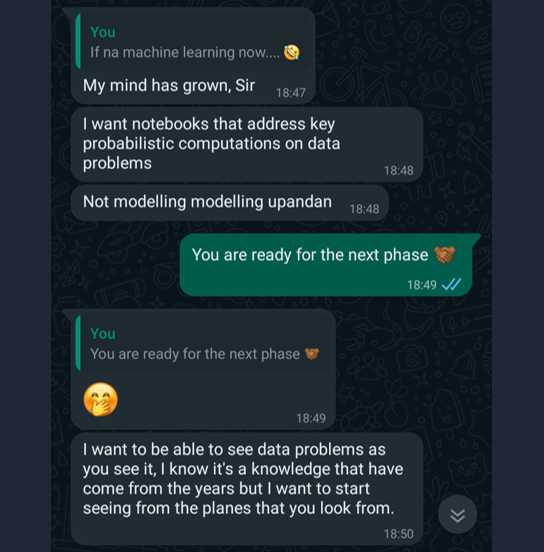 You
If na machine learning now.... 🤣
My mind has grown, Sir
18:47
I want notebooks that address key
probabilistic computations on data
problems
18:48
Not modelling modelling upandan
18:48
You are ready for the next phase 🤝🏾
18:49
You
You are ready for the next phase 🤝🏾
🤭
18:49
I want to be able to see data problems as
you see it, I know it's a knowledge that have
come from the years but I want to start
seeing from the planes that you look from.
18:50